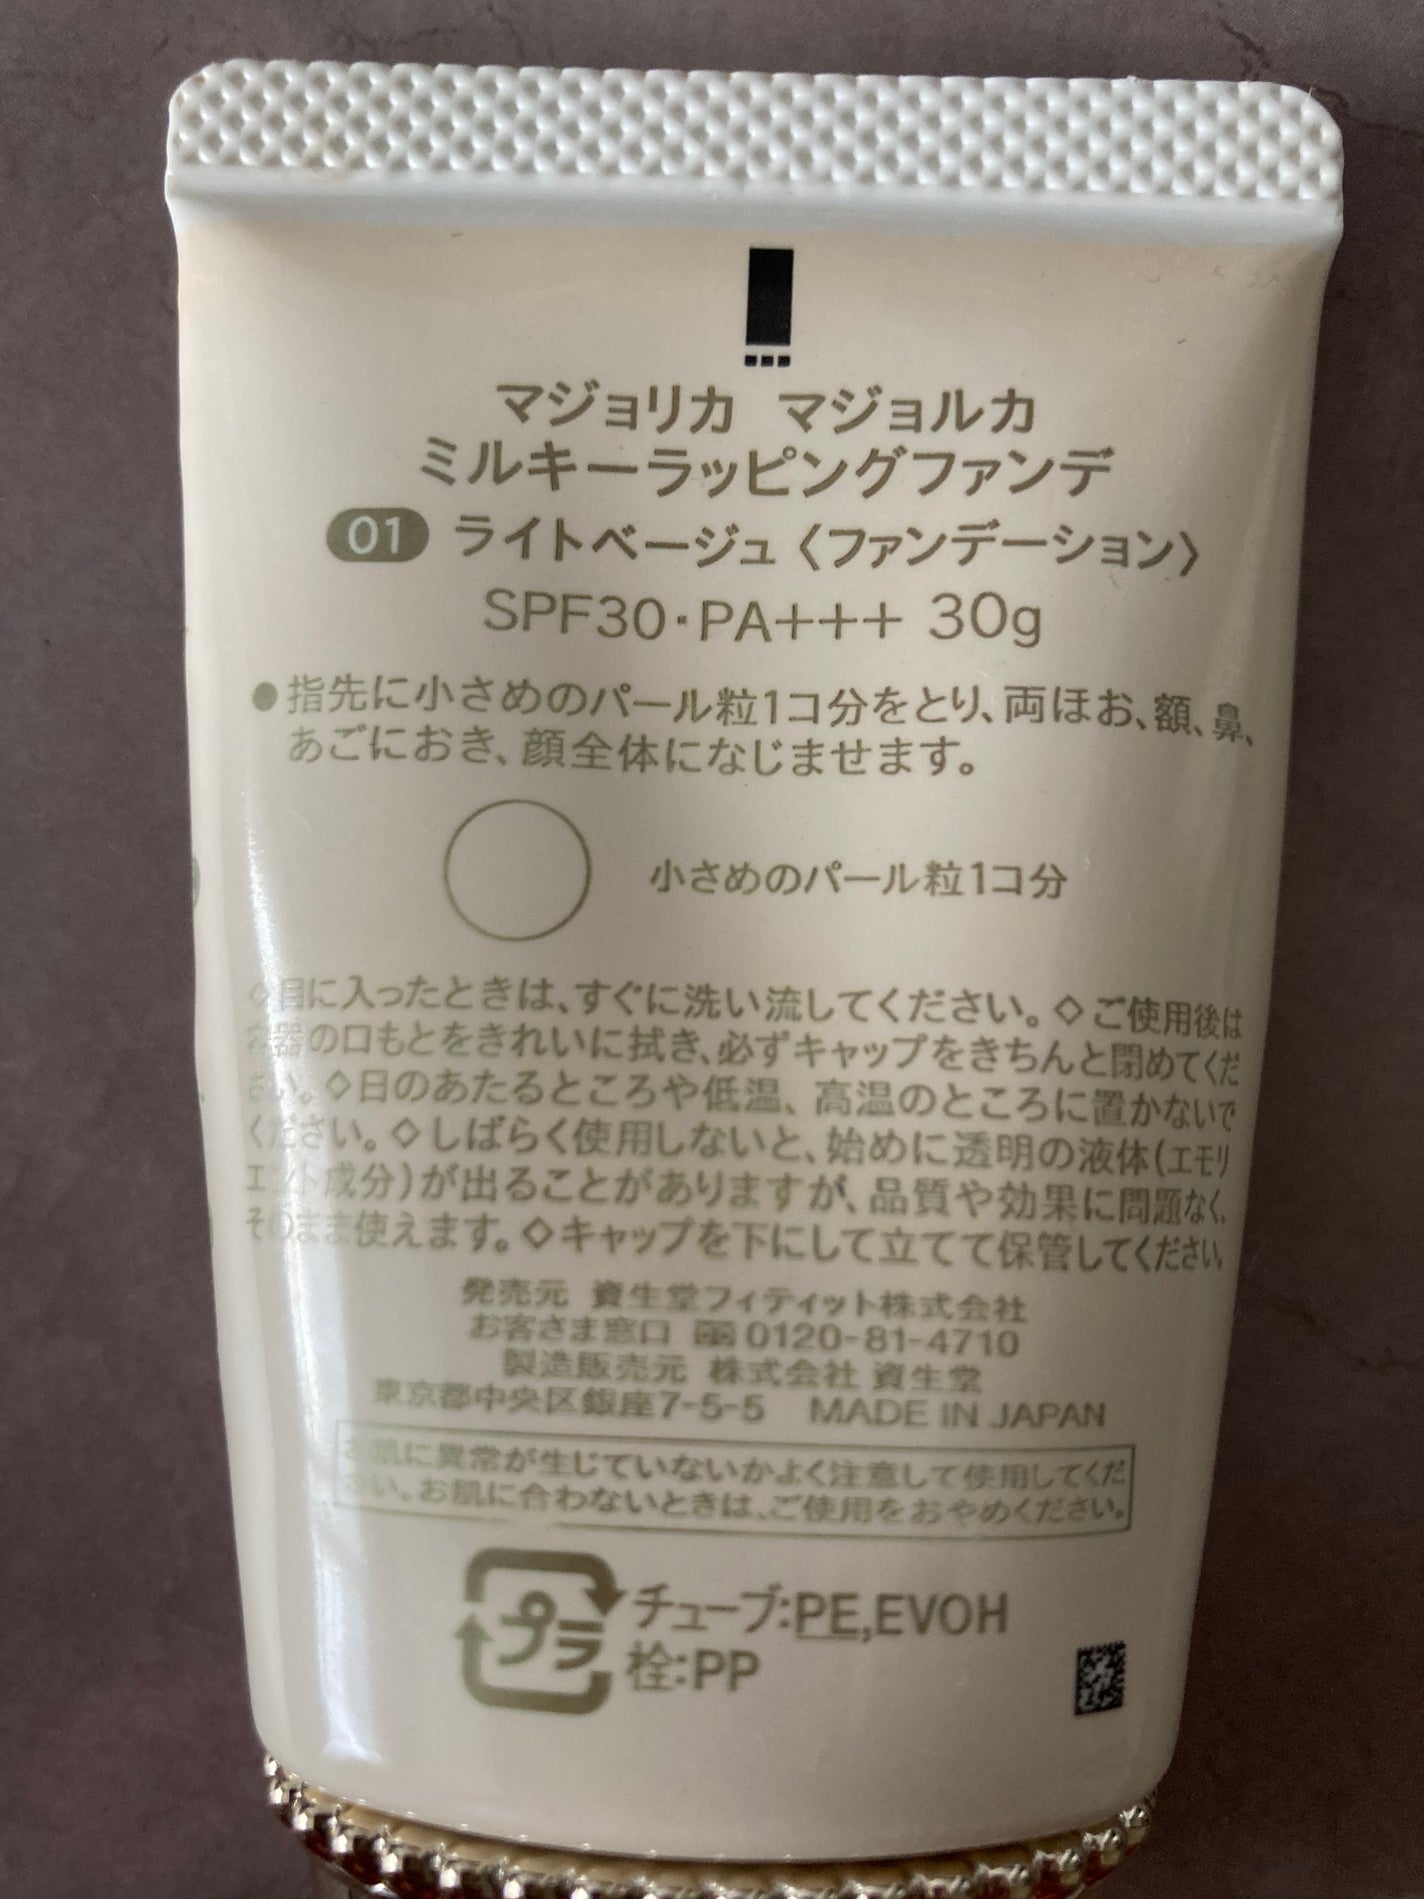 マジョリカ マジョルカ
ミルキーラッピングファンデ
01 ライトベージュ〈ファンデーション〉
SPF30・PA+++ 30g
●指先に小さめのパール粒1コ分をとり、両ほお、額、鼻、
あごにおき、顔全体になじませます。
小さめのパール粒1コ分
◇目に入ったときは、すぐに洗い流してください。◇ご使用後は
容器の口もとをきれいに拭き、必ずキャップをきちんと閉めてくだ
さい。◇日のあたるところや低温、高温のところに置かないで
ください。◇しばらく使用しないと、始めに透明の液体(エモリ
エント成分)が出ることがありますが、品質や効果に問題なく、
そのまま使えます。◇キャップを下にして立てて保管してください。
発売元 資生堂フィティット株式会社
お客さま窓口 0120-81-4710
製造販売元 株式会社 資生堂
東京都中央区銀座7-5-5 MADE IN JAPAN
お肌に異常が生じていないかよく注意して使用してくだ
さい。お肌に合わないときは、ご使用をおやめください。
プラ チューブ:PE,EVOH
栓:PP